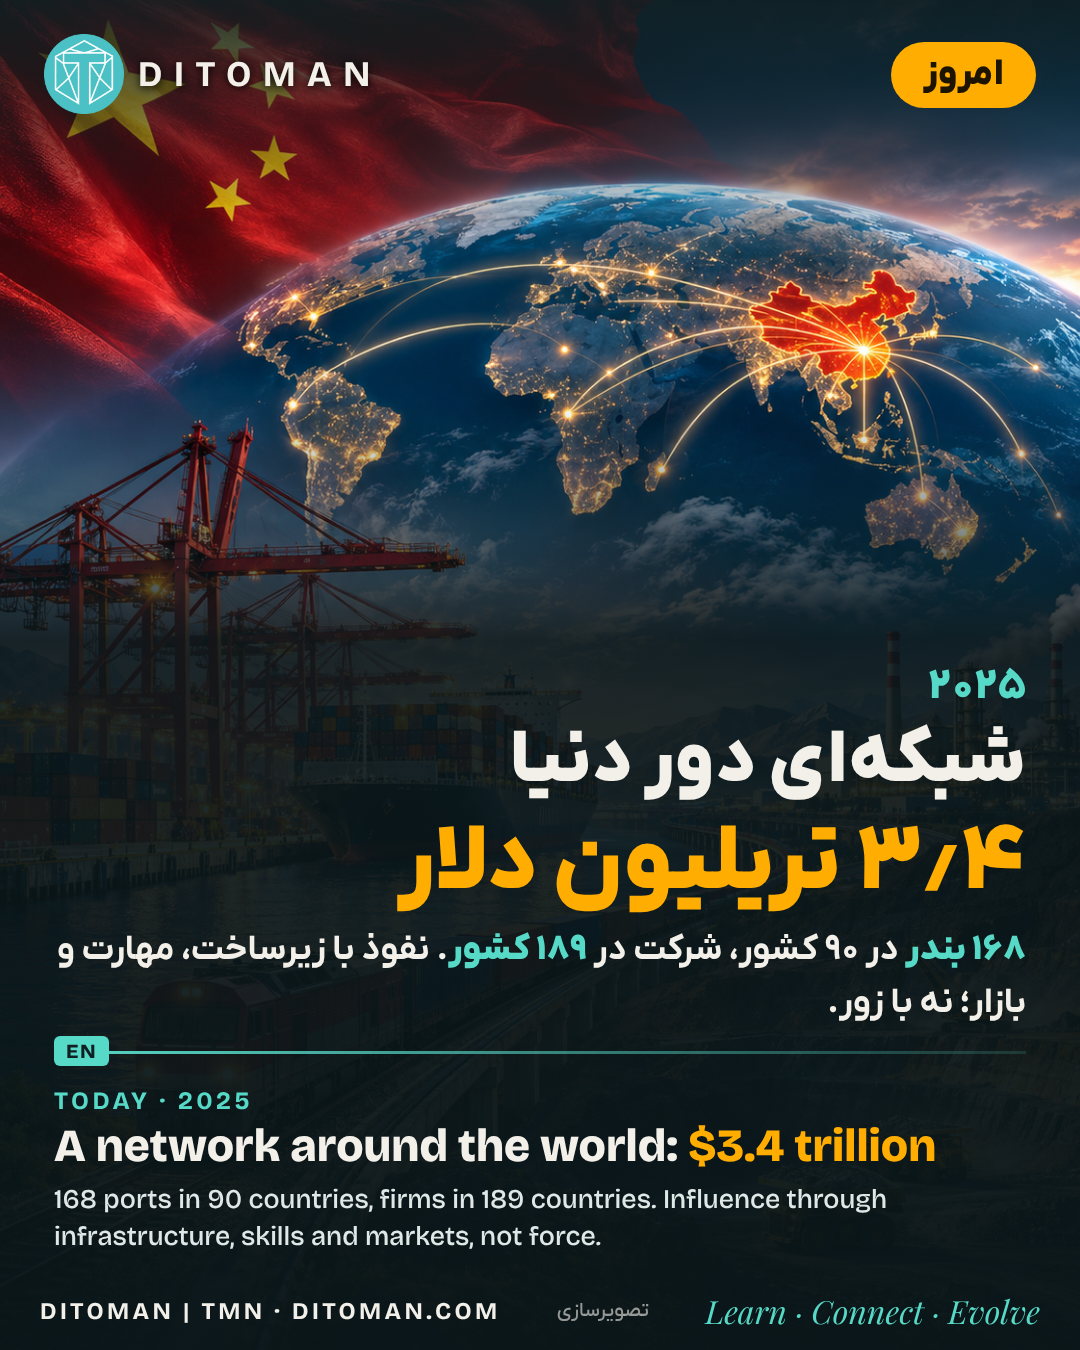 DITOMAN
امروز
۲۰۲۵
شبکه‌ای دور دنیا
۳٫۴ تریلیون دلار
۱۶۸ بندر در ۹۰ کشور، شرکت در ۱۸۹ کشور. نفوذ با زیرساخت، مهارت و
بازار؛ نه با زور.
EN
TODAY · 2025
A network around the world: $3.4 trillion
168 ports in 90 countries, firms in 189 countries. Influence through
infrastructure, skills and markets, not force.
DITOMAN | TMN · DITOMAN.COM
تصویرسازی
Learn · Connect · Evolve